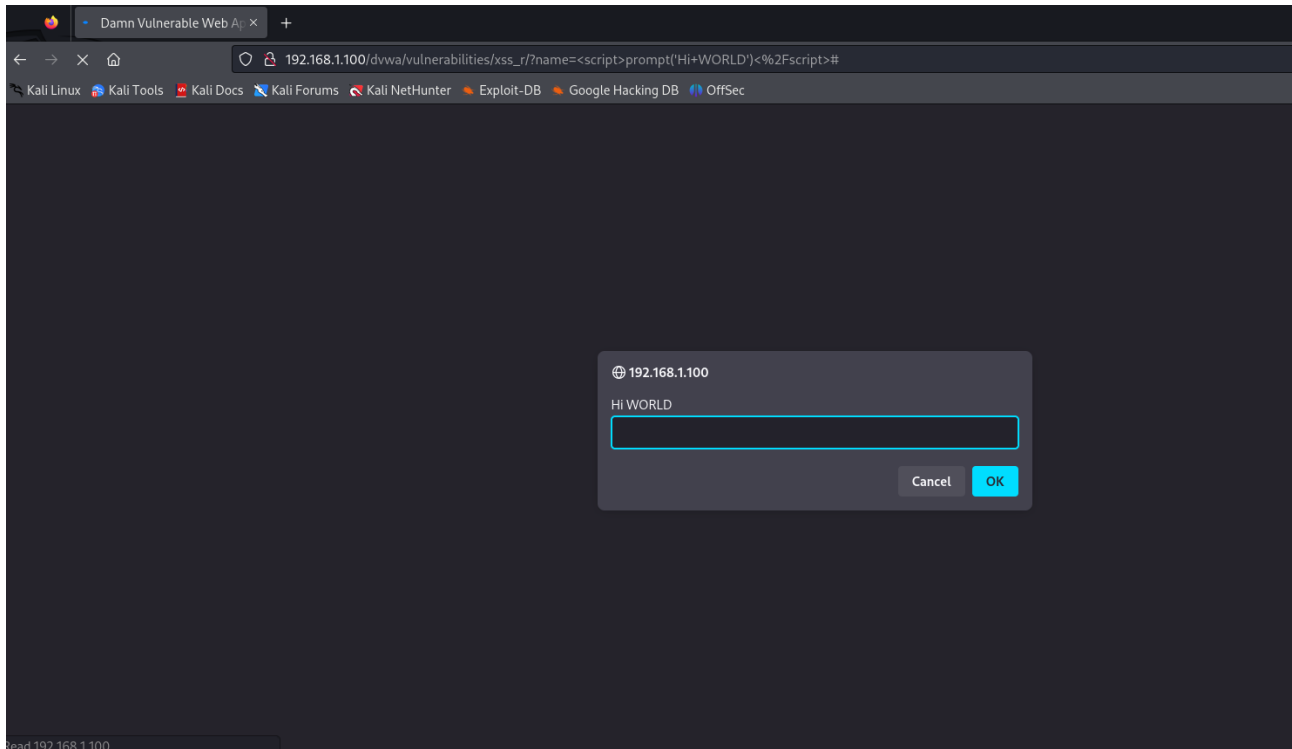 Damn Vulnerable Web Ap
192.168.1.100/dvwa/vulnerabilities/xss_r/?name=<script>prompt('Hi+WORLD')<%2Fscript>#
Kali Linux Kali Tools Kali Docs Kali Forums Kali NetHunter Exploit-DB Google Hacking DB OffSec
192.168.1.100
Hi WORLD
Cancel OK
Read 192.168.1.100